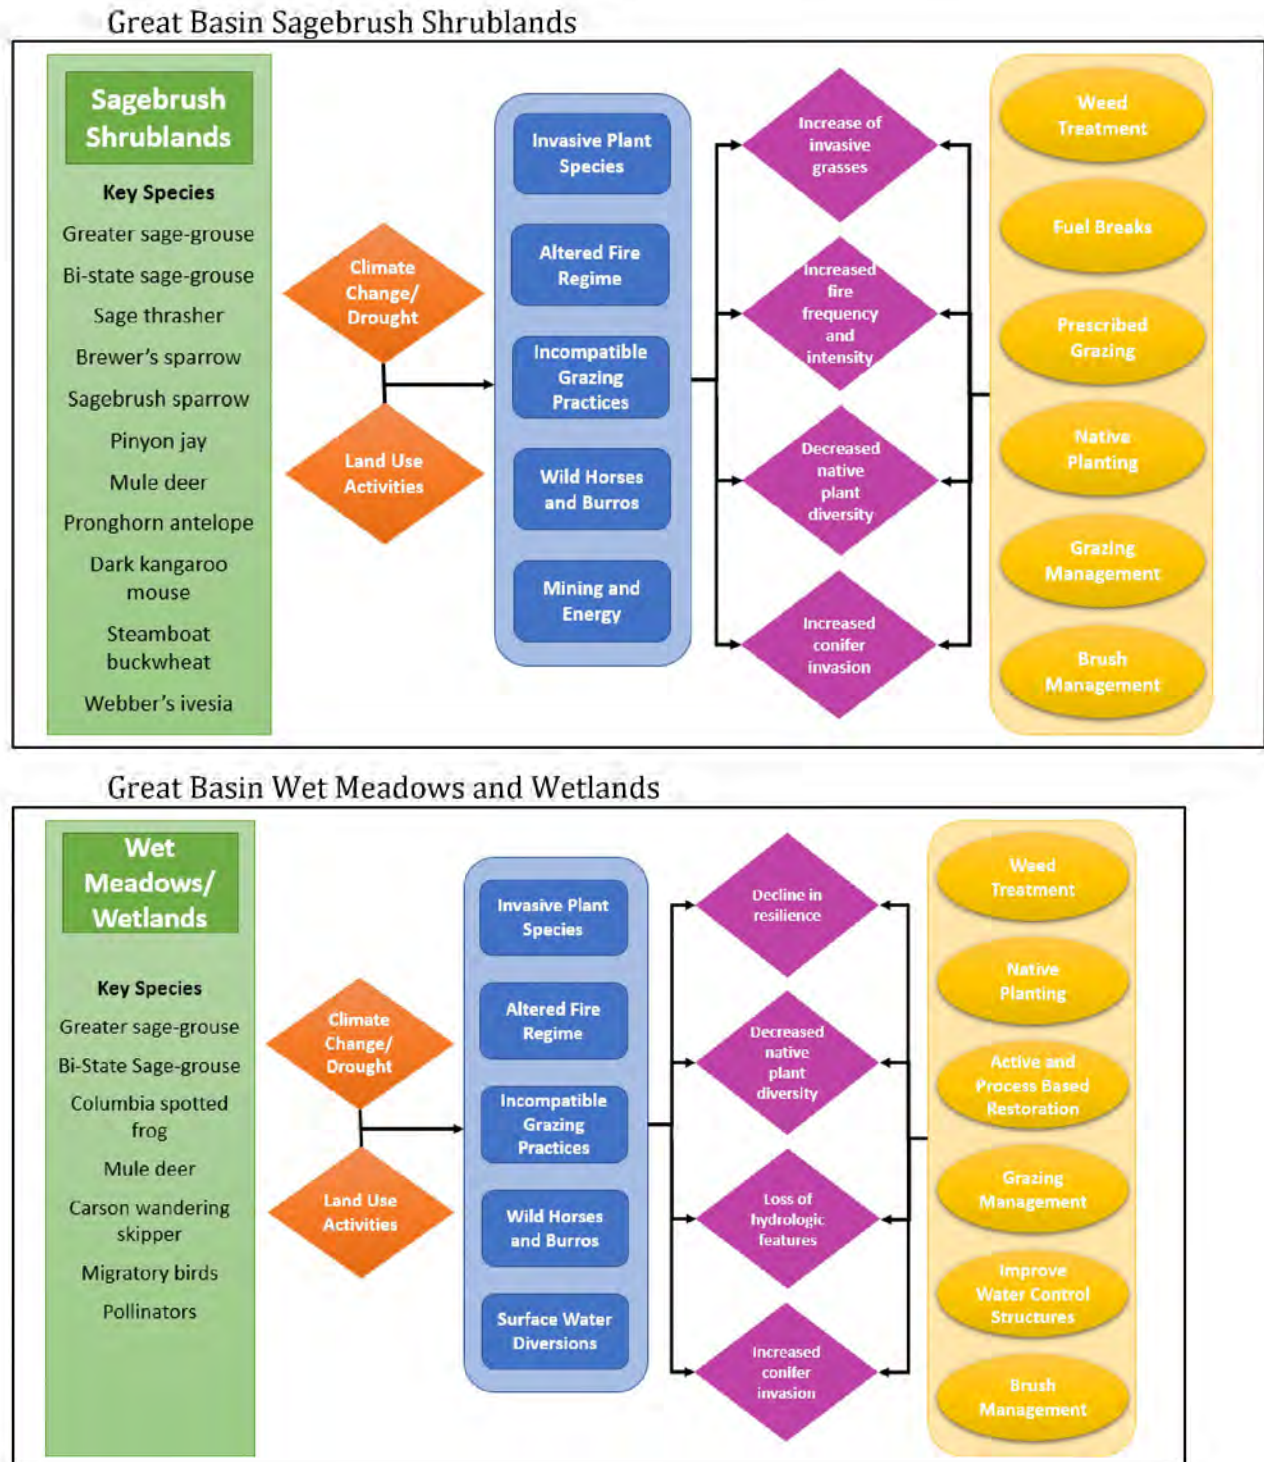 Great Basin Sagebrush Shrublands
Sagebrush
Shrublands
Key Species
Greater sage-grouse
Bi-state sage-grouse
Sage thrasher
Brewer's sparrow
Sagebrush sparrow
Pinyon jay
Mule deer
Pronghorn antelope
Dark kangaroo
mouse
Steamboat
buckwheat
Webber's ivesia
Climate
Change/
Drought
Land Use
Activities
Invasive Plant
Species
Altered Fire
Regime
Incompatible
Grazing
Practices
Wild Horses
and Burros
Mining and
Energy
Increase of
invasive
grasses
Increased
fire
frequency
and
intensity
Decreased
native
plant
diversity
Increased
conifer
invasion
Weed
Treatment
Fuel Breaks
Prescribed
Grazing
Native
Planting
Grazing
Management
Brush
Management
Great Basin Wet Meadows and Wetlands
Wet
Meadows/
Wetlands
Key Species
Greater sage-grouse
Bi-State Sage-grouse
Columbia spotted
frog
Mule deer
Carson wandering
skipper
Migratory birds
Pollinators
Climate
Change/
Drought
Land Use
Activities
Invasive Plant
Species
Altered Fire
Regime
Incompatible
Grazing
Practices
Wild Horses
and Burros
Surface Water
Diversions
Decline in
resilience
Decreased
native
plant
diversity
Loss of
hydrologic
features
Increased
conifer
invasion
Weed
Treatment
Native
Planting
Active and
Process Based
Restoration
Grazing
Management
Improve
Water Control
Structures
Brush
Management